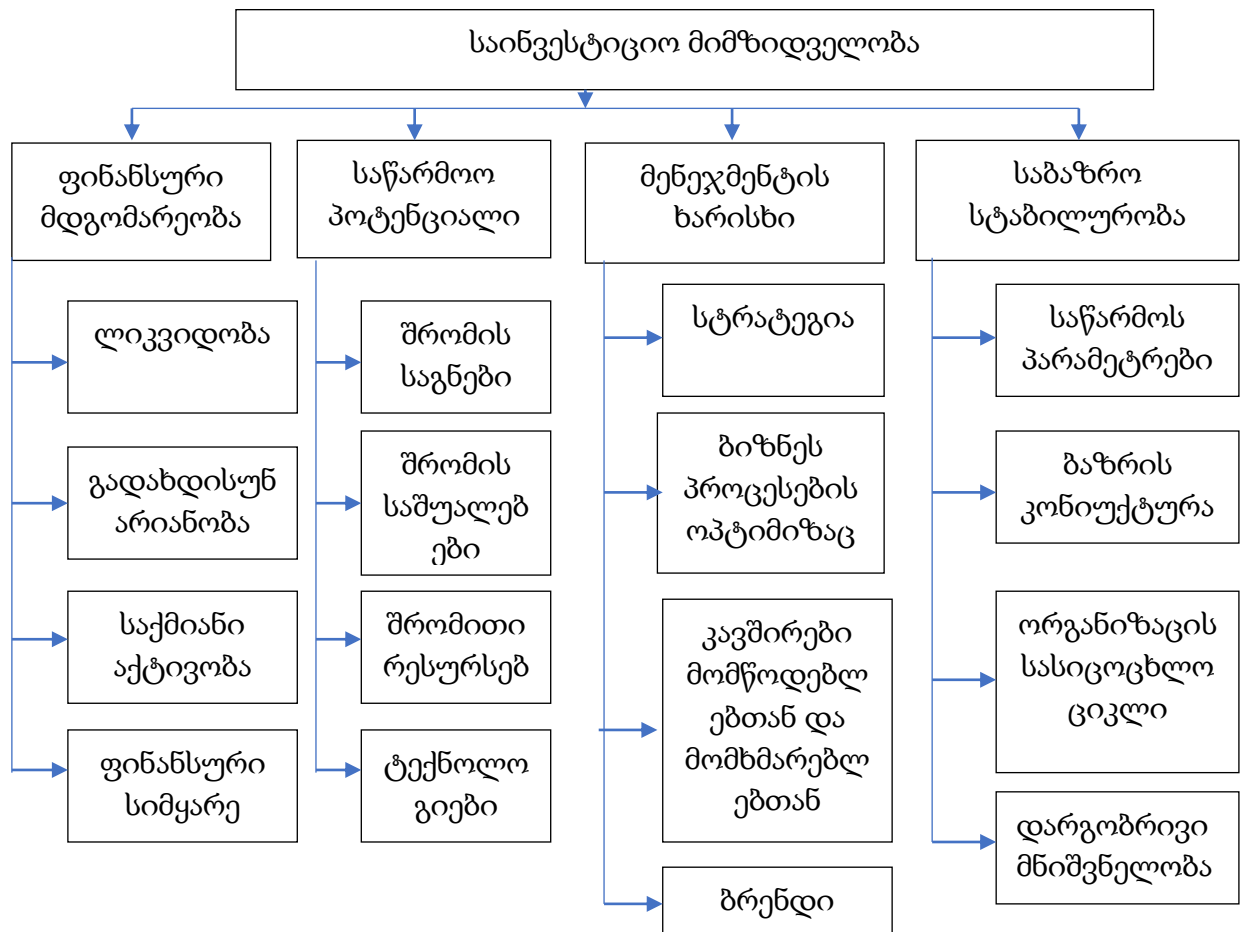 საინვესტიციო მიმზიდველობა
ფინანსური
მდგომარეობა
ლიკვიდობა
გადახდისუნ
არიანობა
საქმიანი
აქტივობა
ფინანსური
სიმყარე
საწარმოო
პოტენციალი
შრომის
საგნები
შრომის
საშუალებ
ები
შრომითი
რესურსებ
ტექნოლო
გიები
მენეჯმენტის
ხარისხი
სტრატეგია
ბიზნეს
პროცესების
ოპტიმიზაც
კავშირები
მომწოდებლ
ებთან და
მომხმარებლ
ებთან
ბრენდი
საბაზრო
სტაბილურობა
საწარმოს
პარამეტრები
ბაზრის
კონიუქტურა
ორგანიზაცის
სასიცოცხლო
ციკლი
დარგობრივი
მნიშვნელობა